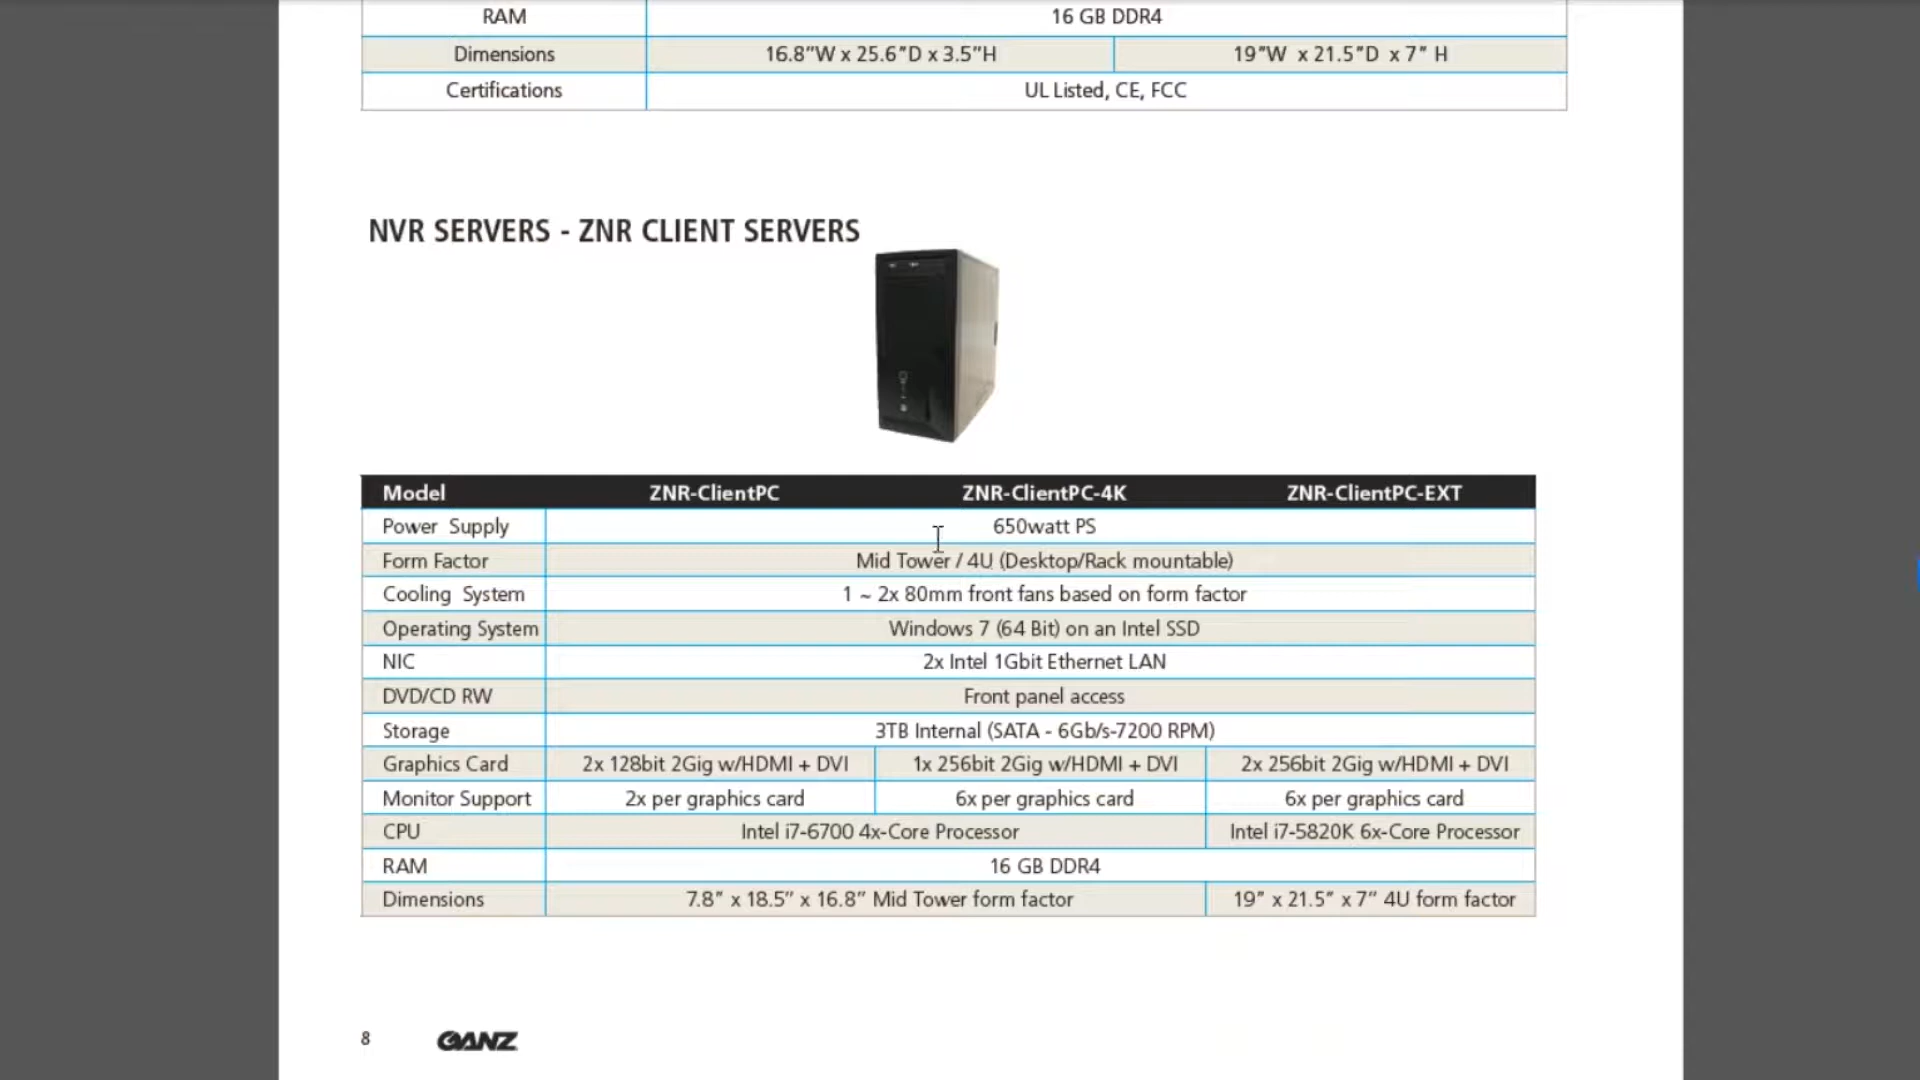 RAM 16 GB DDR4
Dimensions 16.8"W x 25.6"D x 3.5"H 19"W x 21.5"D x 7" H
Certifications UL Listed, CE, FCC
NVR SERVERS - ZNR CLIENT SERVERS
Model ZNR-ClientPC ZNR-ClientPC-4K ZNR-ClientPC-EXT
Power Supply 650watt PS
Form Factor Mid Tower / 4U (Desktop/Rack mountable)
Cooling System 1 ~ 2x 80mm front fans based on form factor
Operating System Windows 7 (64 Bit) on an Intel SSD
NIC 2x Intel 1Gbit Ethernet LAN
DVD/CD RW Front panel access
Storage 3TB Internal (SATA - 6Gb/s-7200 RPM)
Graphics Card 2x 128bit 2Gig w/HDMI + DVI 1x 256bit 2Gig w/HDMI + DVI 2x 256bit 2Gig w/HDMI + DVI
Monitor Support 2x per graphics card 6x per graphics card 6x per graphics card
CPU Intel i7-6700 4x-Core Processor Intel i7-5820K 6x-Core Processor
RAM 16 GB DDR4
Dimensions 7.8" x 18.5" x 16.8" Mid Tower form factor 19" x 21.5" x 7" 4U form factor
8 GANZ